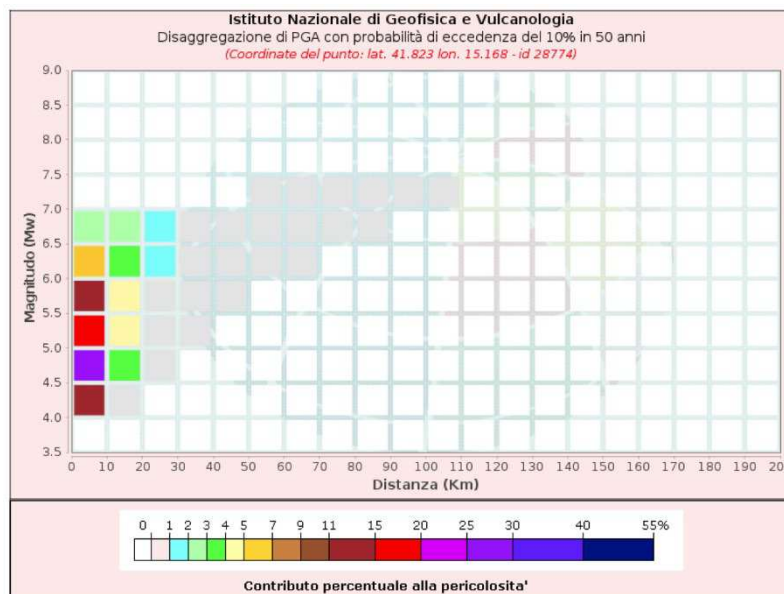 Istituto Nazionale di Geofisica e Vulcanologia
Disaggregazione di PGA con probabilità di eccedenza del 10% in 50 anni
(Coordinate del punto: lat. 41.823 lon. 15.168 - id 28774)
9.0
8.5
8.0
7.5
7.0
6.5
6.0
5.5
5.0
4.5
4.0
3.5
Magnitudo (Mw)
0 10 20 30 40 50 60 70 80 90 100 110 120 130 140 150 160 170 180 190 20
Distanza (Km)
0 1 2 3 4 5 7 9 11 15 20 25 30 40 55%
Contributo percentuale alla pericolosita'